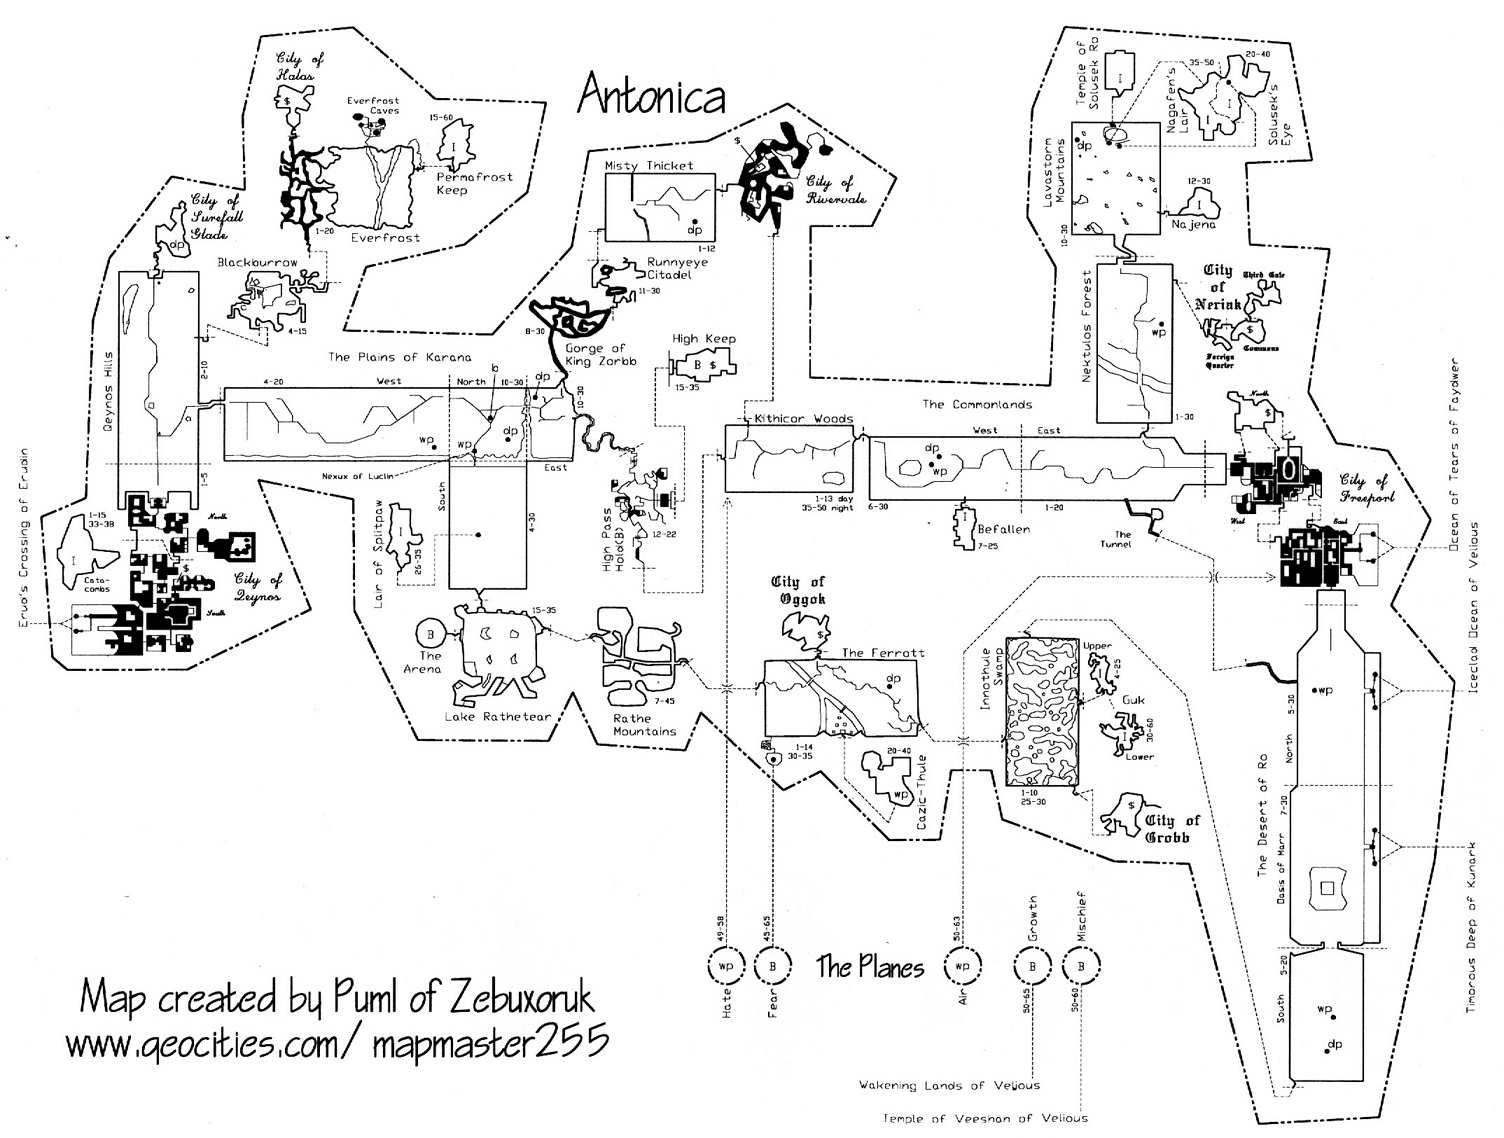 Antonica
City of
Halas
$
Everfrost
Caves
15-60
I
Permafrost
Keep
1-20
Everfrost
City of
Surefall
Glade
dp
Blackburrow
4-15
Qeynos Hills
2-10
1-5
The Plains of Karana
4-20
West
North
10-30
b
dp
10-30
wp
wp
dp
East
Nexux of Luclin
South
4-30
Lair of Splitpaw
I
26-35
Misty Thicket
dp
1-12
$
City of
Rivervale
Runnyeye
Citadel
11-30
8-30
Gorge of
King Zorbb
High Keep
B $
15-35
High Pass
Hold(B)
12-22
Kithicor Woods
1-13 day
35-50 night
The Commonlands
West
East
dp
wp
6-30
1-20
I
Befallen
7-25
The
Tunnel
Temple of
Solusek Ro
I
35-50
20-40
Nagafen's
Lair
I
I
Solusek's
Eye
Lavastorm
Mountains
dp
10-30
12-30
I
Najena
Nektulos Forest
wp
1-30
City
of
Neriak
Third Gate
$
Foreign
Quarter
Commons
North
$
City of
Freeport
West
East
Ocean of Tears of Faydwer
Iceclad Ocean of Velious
Timorous Deep of Kunark
Eruo's Crossing of Erudin
1-15
33-38
I
Cata-
combs
North
$
City of
Qeynos
South
B
The
Arena
15-35
Lake Rathetear
Rathe
Mountains
7-45
City of
Oggok
$
The Ferrott
dp
1-14
30-35
20-40
wp
Cazic-Thule
Innothule
Swamp
1-10
25-30
Upper
I
4-25
Guk
I
30-60
Lower
$
City of
Grobb
The Desert of Ro
North
5-30
wp
Oasis of Marr
7-30
South
5-20
wp
dp
49-58
wp
Hate
45-65
B
Fear
The Planes
50-63
wp
Air
Growth
B
50-65
Mischief
B
50-60
Wakening Lands of Velious
Temple of Veeshan of Velious
Map created by Puml of Zebuxoruk
www.geocities.com/ mapmaster255